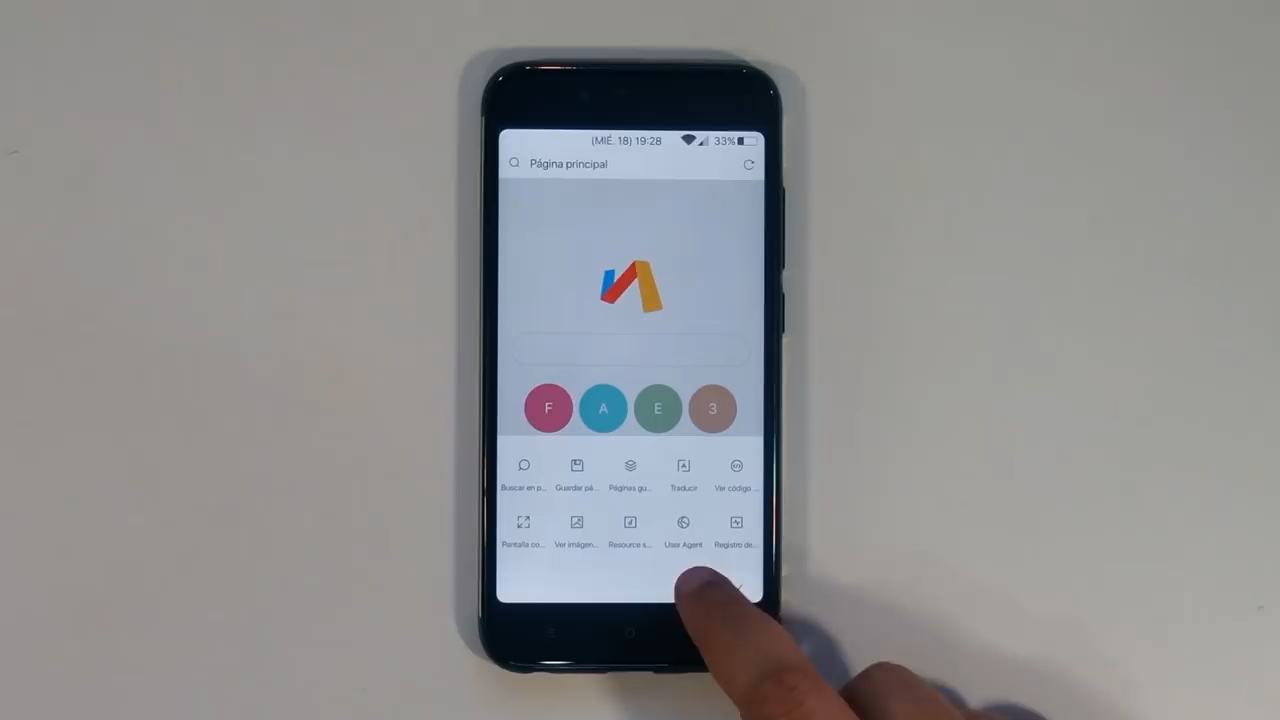 (MIÉ. 18) 19:28 33%
Página principal
F A E 3
Buscar en p... Guardar pá... Páginas gu... Traducir Ver código ...
Pantalla co... Ver imágen... Resource s... User Agent Registro de...